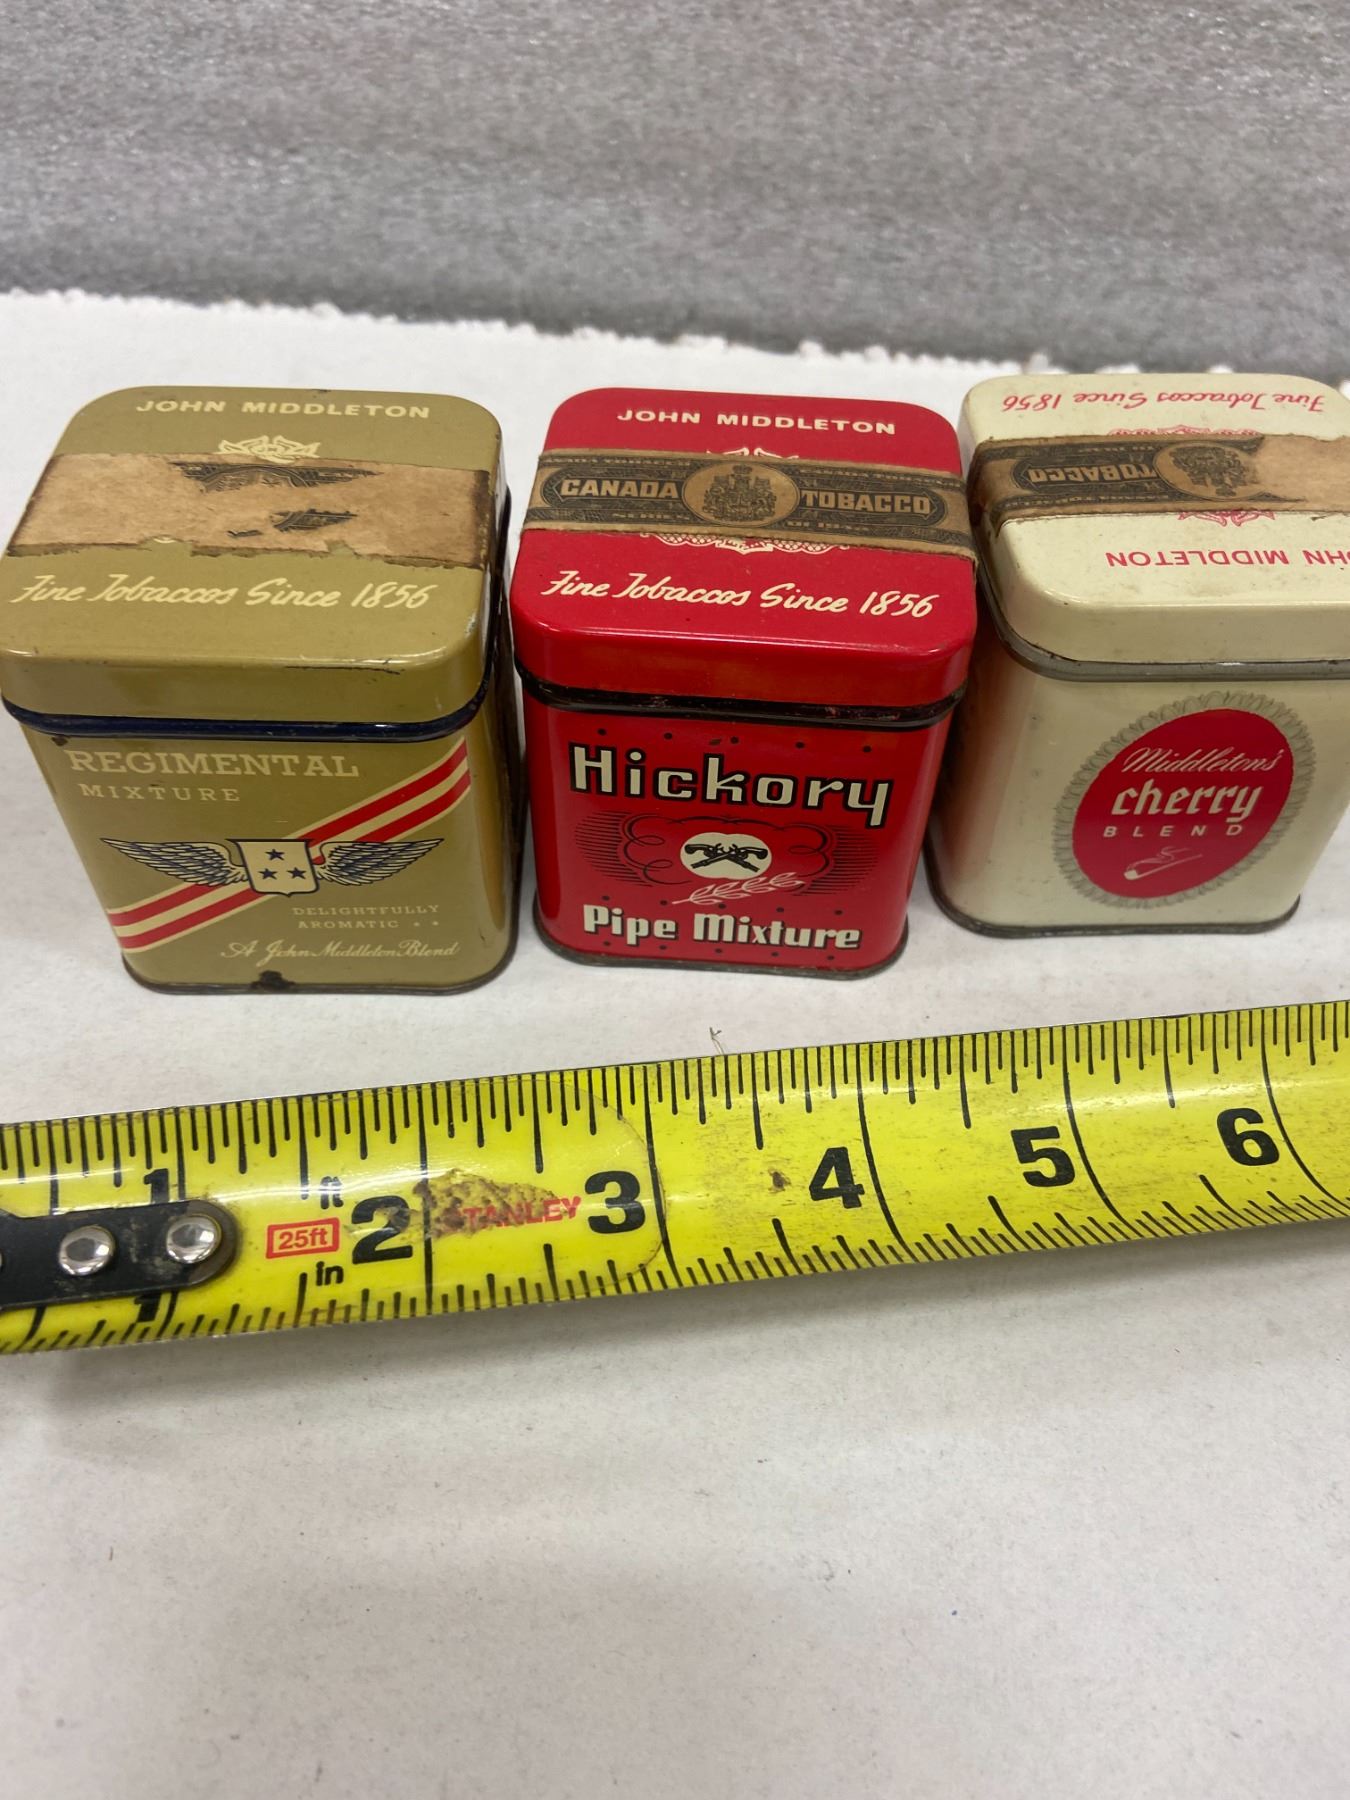 JOHN MIDDLETON
Fine Tobaccos Since 1856
REGIMENTAL
MIXTURE
DELIGHTFULLY
AROMATIC
A John Middleton Blend
JOHN MIDDLETON
CANADA TOBACCO
Fine Tobaccos Since 1856
Hickory
Pipe Mixture
Fine Tobaccos Since 1856
TOBACCO
JOHN MIDDLETON
Middleton's
cherry
BLEND
1 ft 2 3 4 5 6
25ft STANLEY
in
1